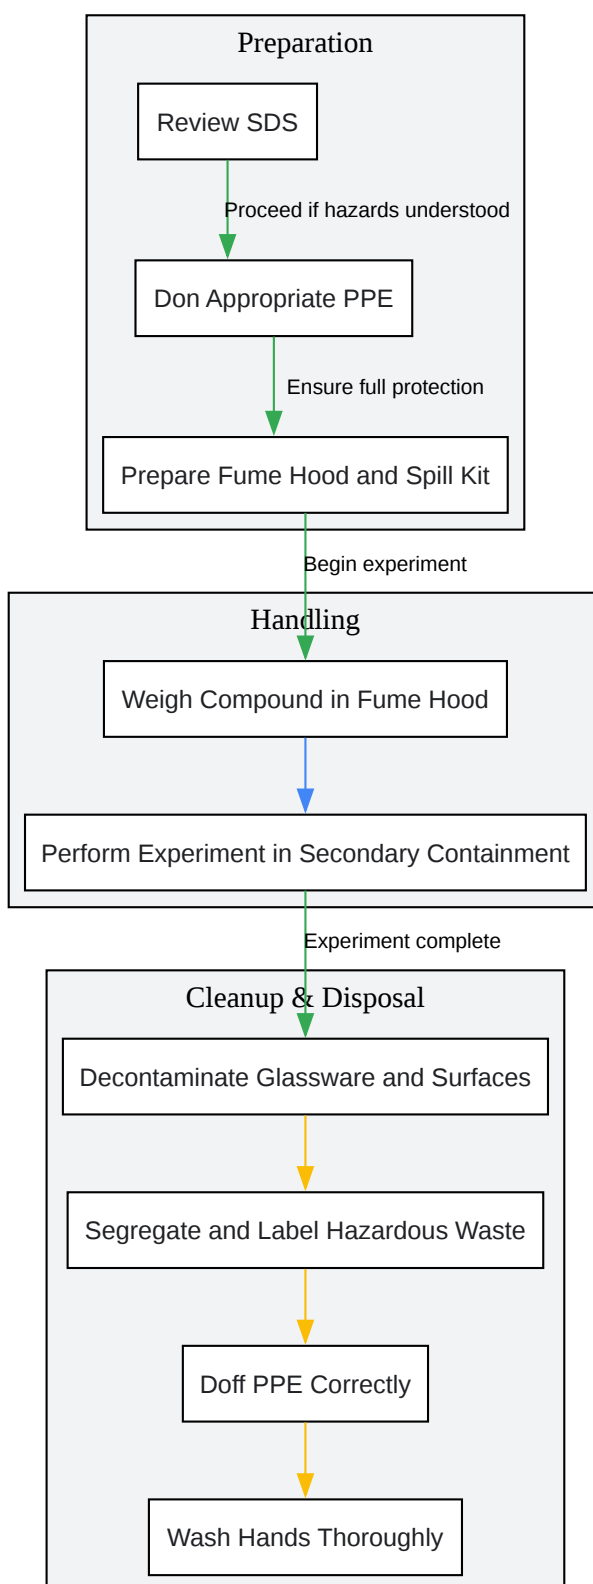 Preparation
Review SDS
Proceed if hazards understood
Don Appropriate PPE
Ensure full protection
Prepare Fume Hood and Spill Kit
Begin experiment
Handling
Weigh Compound in Fume Hood
Perform Experiment in Secondary Containment
Experiment complete
Cleanup & Disposal
Decontaminate Glassware and Surfaces
Segregate and Label Hazardous Waste
Doff PPE Correctly
Wash Hands Thoroughly